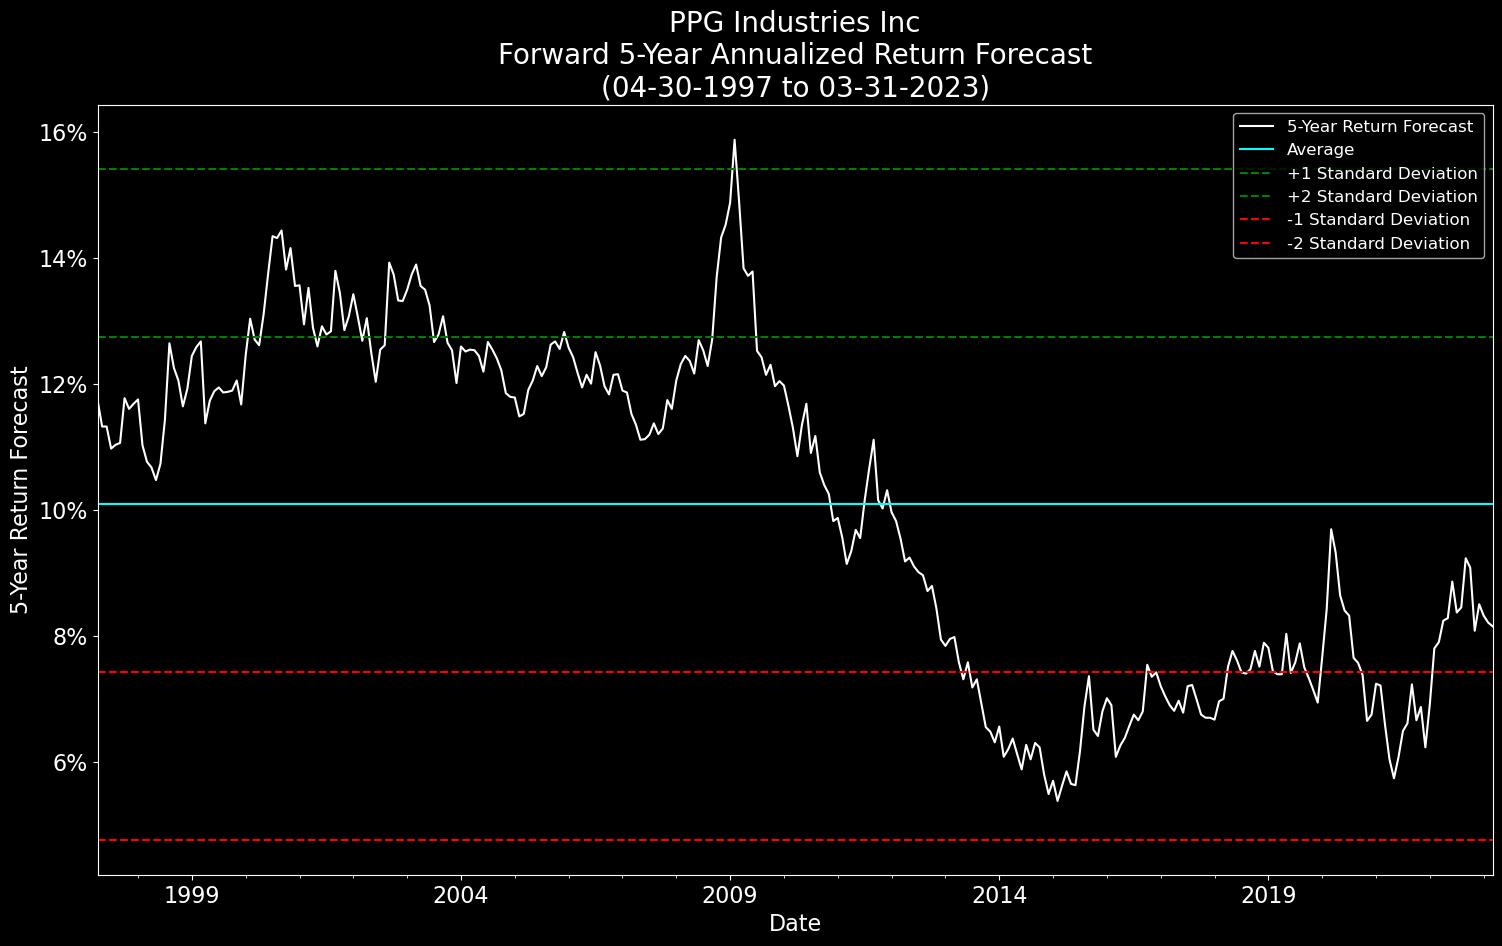 PPG Industries Inc
Forward 5-Year Annualized Return Forecast
(04-30-1997 to 03-31-2023)
16%
14%
12%
10%
8%
6%
5-Year Return Forecast
5-Year Return Forecast
Average
+1 Standard Deviation
+2 Standard Deviation
-1 Standard Deviation
-2 Standard Deviation
1999
2004
2009
2014
2019
Date